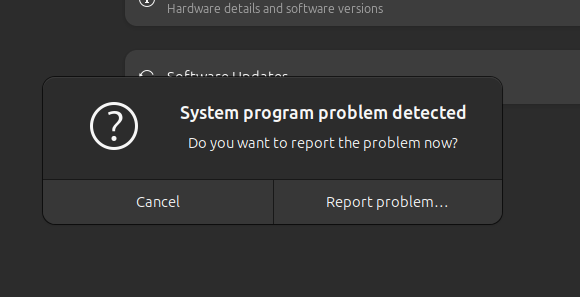 Hardware details and software versions
Software Updates
System program problem detected
?
Do you want to report the problem now?
Cancel
Report problem…